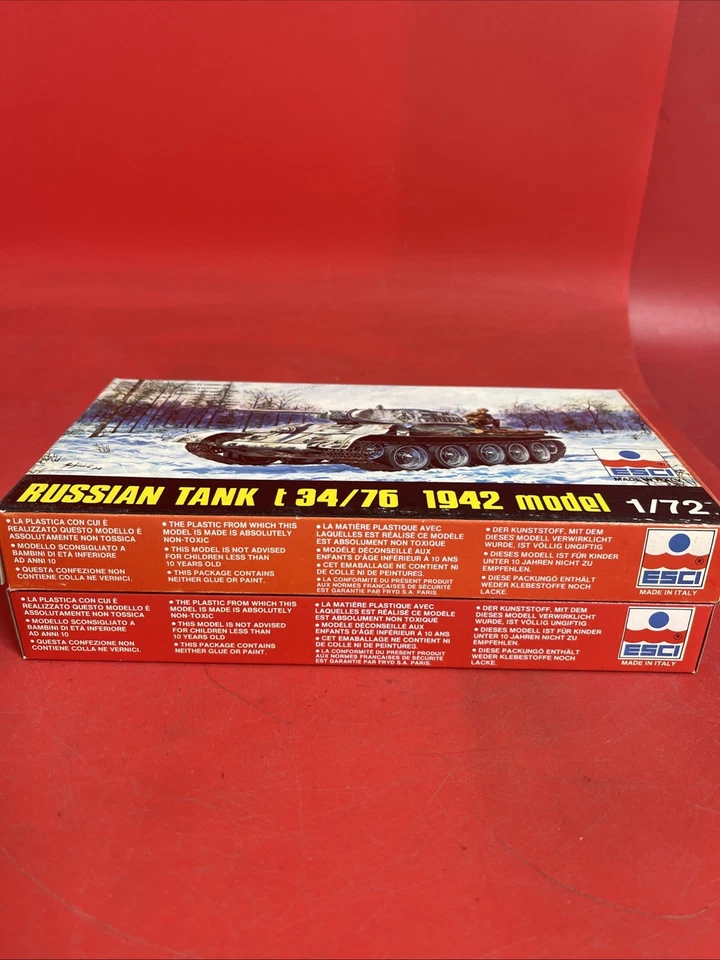 ESCI
MADE IN ITALY
RUSSIAN TANK t 34/76 1942 model 1/72
• LA PLASTICA CON CUI È
REALIZZATO QUESTO MODELLO È
ASSOLUTAMENTE NON TOSSICA
• MODELLO SCONSIGLIATO A
BAMBINI DI ETÀ INFERIORE
AD ANNI 10
• QUESTA CONFEZIONE NON
CONTIENE COLLA NE VERNICI.
• THE PLASTIC FROM WHICH THIS
MODEL IS MADE IS ABSOLUTELY
NON-TOXIC
• THIS MODEL IS NOT ADVISED
FOR CHILDREN LESS THAN
10 YEARS OLD
• THIS PACKAGE CONTAINS
NEITHER GLUE OR PAINT.
• LA MATIÈRE PLASTIQUE AVEC
LAQUELLES EST RÉALISÉ CE MODÈLE
EST ABSOLUMENT NON TOXIQUE
• MODÈLE DÉCONSEILLÉ AUX
ENFANTS D'ÂGE INFÉRIEUR À 10 ANS
• CET EMABALLAGE NE CONTIENT NI
DE COLLE NI DE PEINTURES.
• LA CONFORMITÉ DU PRÉSENT PRODUIT
AUX NORMES FRANÇAISES DE SÉCURITÉ
EST GARANTIE PAR FRYD S.A. PARIS.
• DER KUNSTSTOFF, MIT DEM
DIESES MODELL VERWIRKLICHT
WURDE, IST VÖLLIG UNGIFTIG
• DIESES MODELL IST FÜR KINDER
UNTER 10 JAHREN NICHT ZU
EMPFEHLEN.
• DIESE PACKUNGÖ ENTHÄLT
WEDER KLEBESTOFFE NOCH
LACKE.
ESCI
MADE IN ITALY
• LA PLASTICA CON CUI È
REALIZZATO QUESTO MODELLO È
ASSOLUTAMENTE NON TOSSICA
• MODELLO SCONSIGLIATO A
BAMBINI DI ETÀ INFERIORE
AD ANNI 10
• QUESTA CONFEZIONE NON
CONTIENE COLLA NE VERNICI.
• THE PLASTIC FROM WHICH THIS
MODEL IS MADE IS ABSOLUTELY
NON-TOXIC
• THIS MODEL IS NOT ADVISED
FOR CHILDREN LESS THAN
10 YEARS OLD
• THIS PACKAGE CONTAINS
NEITHER GLUE OR PAINT.
• LA MATIÈRE PLASTIQUE AVEC
LAQUELLES EST RÉALISÉ CE MODÈLE
EST ABSOLUMENT NON TOXIQUE
• MODÈLE DÉCONSEILLÉ AUX
ENFANTS D'ÂGE INFÉRIEUR À 10 ANS
• CET EMABALLAGE NE CONTIENT NI
DE COLLE NI DE PEINTURES.
• LA CONFORMITÉ DU PRÉSENT PRODUIT
AUX NORMES FRANÇAISES DE SÉCURITÉ
EST GARANTIE PAR FRYD S.A. PARIS.
• DER KUNSTSTOFF, MIT DEM
DIESES MODELL VERWIRKLICHT
WURDE, IST VÖLLIG UNGIFTIG
• DIESES MODELL IST FÜR KINDER
UNTER 10 JAHREN NICHT ZU
EMPFEHLEN.
• DIESE PACKUNGÖ ENTHÄLT
WEDER KLEBESTOFFE NOCH
LACKE.
ESCI
MADE IN ITALY